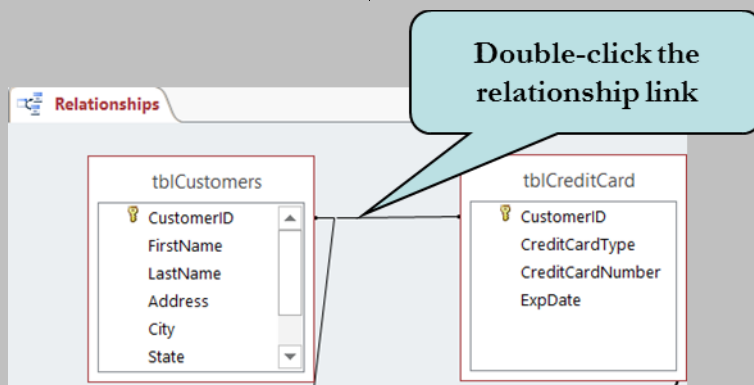 Double-click the
relationship link
Relationships
tblCustomers
CustomerID
FirstName
LastName
Address
City
State
tblCreditCard
CustomerID
CreditCardType
CreditCardNumber
ExpDate